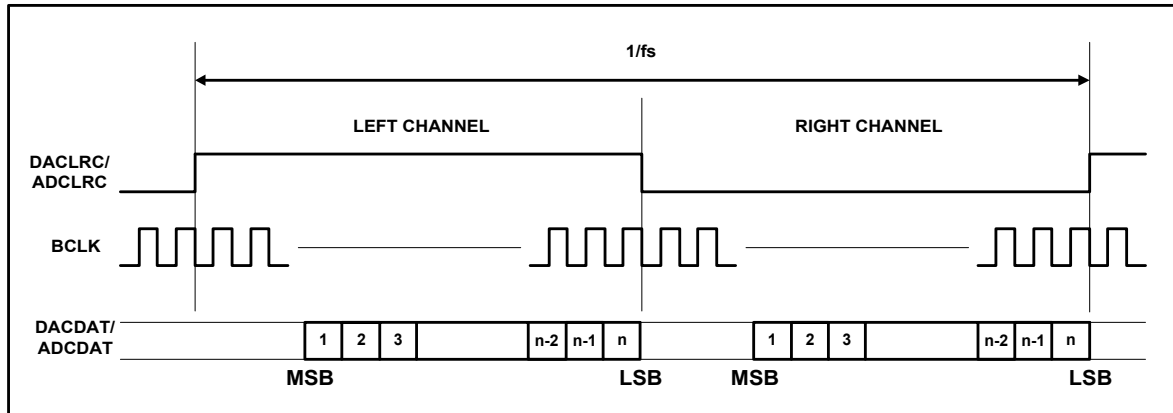 1/fs
LEFT CHANNEL
RIGHT CHANNEL
DACLRC/
ADCLRC
BCLK
DACDAT/
ADCDAT
1 2 3 n-2 n-1 n 1 2 3 n-2 n-1 n
MSB LSB MSB LSB